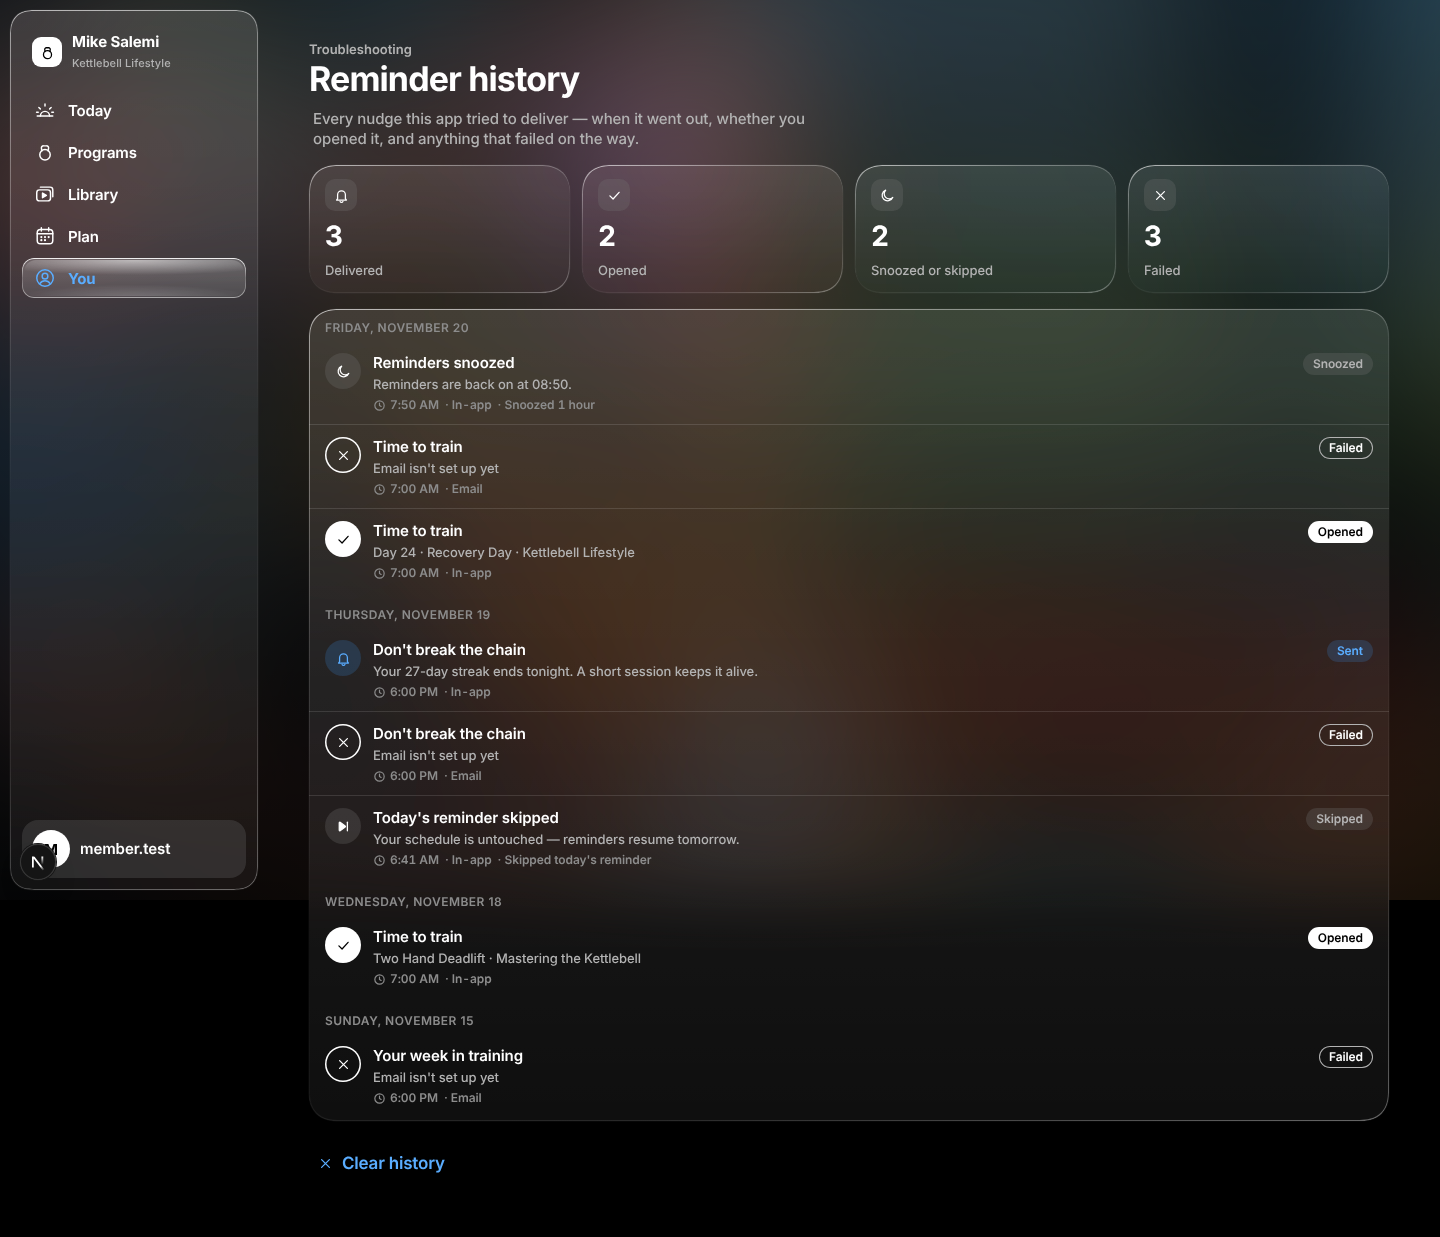 Mike Salemi
Kettlebell Lifestyle
Today
Programs
Library
Plan
You
member.test
N
Troubleshooting
Reminder history
Every nudge this app tried to deliver — when it went out, whether you
opened it, and anything that failed on the way.
3
Delivered
2
Opened
2
Snoozed or skipped
3
Failed
FRIDAY, NOVEMBER 20
Reminders snoozed
Snoozed
Reminders are back on at 08:50.
7:50 AM · In-app · Snoozed 1 hour
Time to train
Failed
Email isn't set up yet
7:00 AM · Email
Time to train
Opened
Day 24 · Recovery Day · Kettlebell Lifestyle
7:00 AM · In-app
THURSDAY, NOVEMBER 19
Don't break the chain
Sent
Your 27-day streak ends tonight. A short session keeps it alive.
6:00 PM · In-app
Don't break the chain
Failed
Email isn't set up yet
6:00 PM · Email
Today's reminder skipped
Skipped
Your schedule is untouched — reminders resume tomorrow.
6:41 AM · In-app · Skipped today's reminder
WEDNESDAY, NOVEMBER 18
Time to train
Opened
Two Hand Deadlift · Mastering the Kettlebell
7:00 AM · In-app
SUNDAY, NOVEMBER 15
Your week in training
Failed
Email isn't set up yet
6:00 PM · Email
Clear history